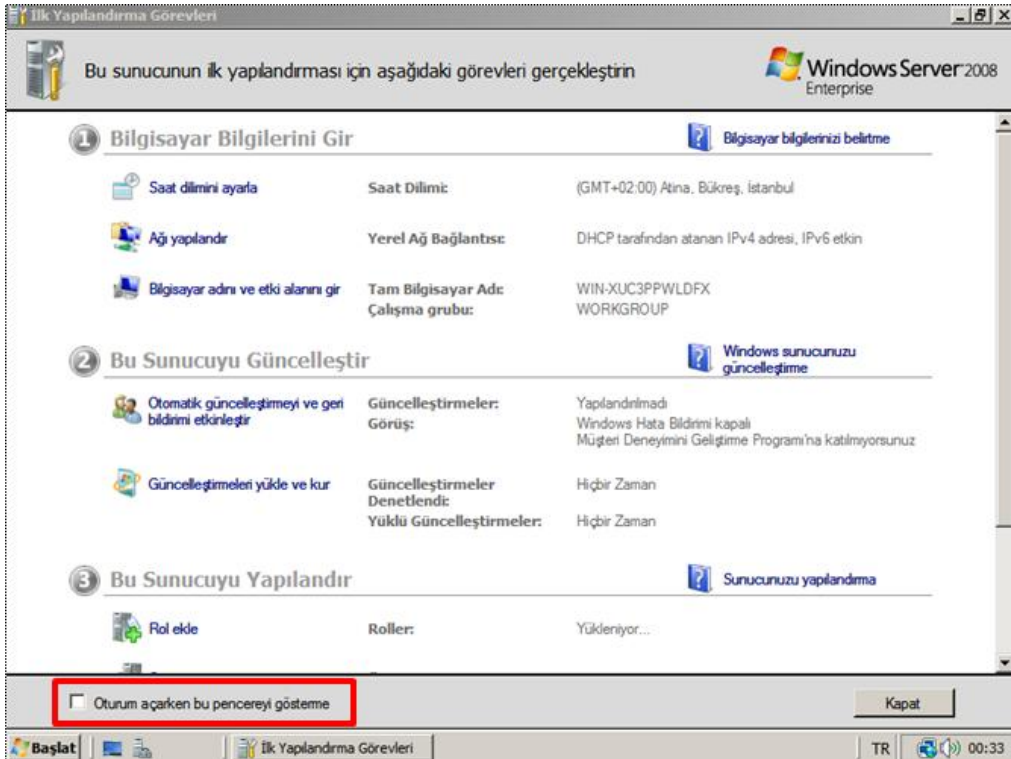 İlk Yapılandırma Görevleri
Bu sunucunun ilk yapılandırması için aşağıdaki görevleri gerçekleştirin
Windows Server 2008
Enterprise
1 Bilgisayar Bilgilerini Gir
Bilgisayar bilgilerinizi belirtme
Saat dilimini ayarla Saat Dilimi: (GMT+02:00) Atina, Bükreş, İstanbul
Ağı yapılandır Yerel Ağ Bağlantısı: DHCP tarafından atanan IPv4 adresi, IPv6 etkin
Bilgisayar adını ve etki alanını gir Tam Bilgisayar Adı: WIN-XUC3PPWLDFX
Çalışma grubu: WORKGROUP
2 Bu Sunucuyu Güncelleştir
Windows sunucunuzu
güncelleştirme
Otomatik güncelleştirmeyi ve geri Güncelleştirmeler: Yapılandırılmadı
bildirimi etkinleştir Görüş: Windows Hata Bildirimi kapalı
Müşteri Deneyimini Geliştirme Programı'na katılmıyorsunuz
Güncelleştirmeleri yükle ve kur Güncelleştirmeler Hiçbir Zaman
Denetlendi:
Yüklü Güncelleştirmeler: Hiçbir Zaman
3 Bu Sunucuyu Yapılandır
Sunucunuzu yapılandırma
Rol ekle Roller: Yükleniyor...
Oturum açarken bu pencereyi gösterme
Kapat
Başlat İlk Yapılandırma Görevleri TR 00:33